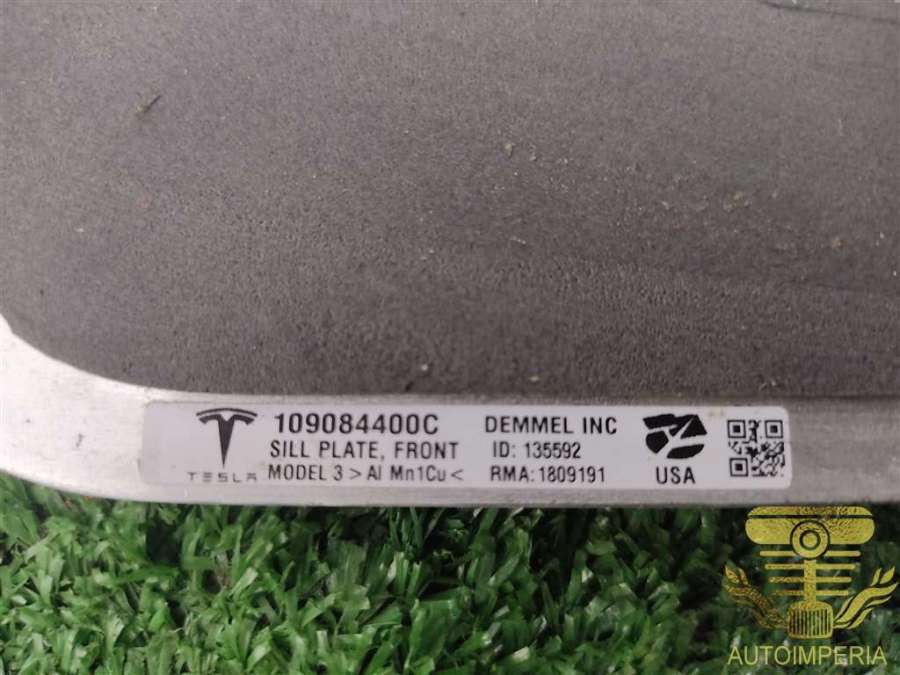 TESLA
109084400C
SILL PLATE, FRONT
MODEL 3 >Al Mn1Cu<
DEMMEL INC
ID: 135592
RMA:1809191
USA
AUTOIMPERIA